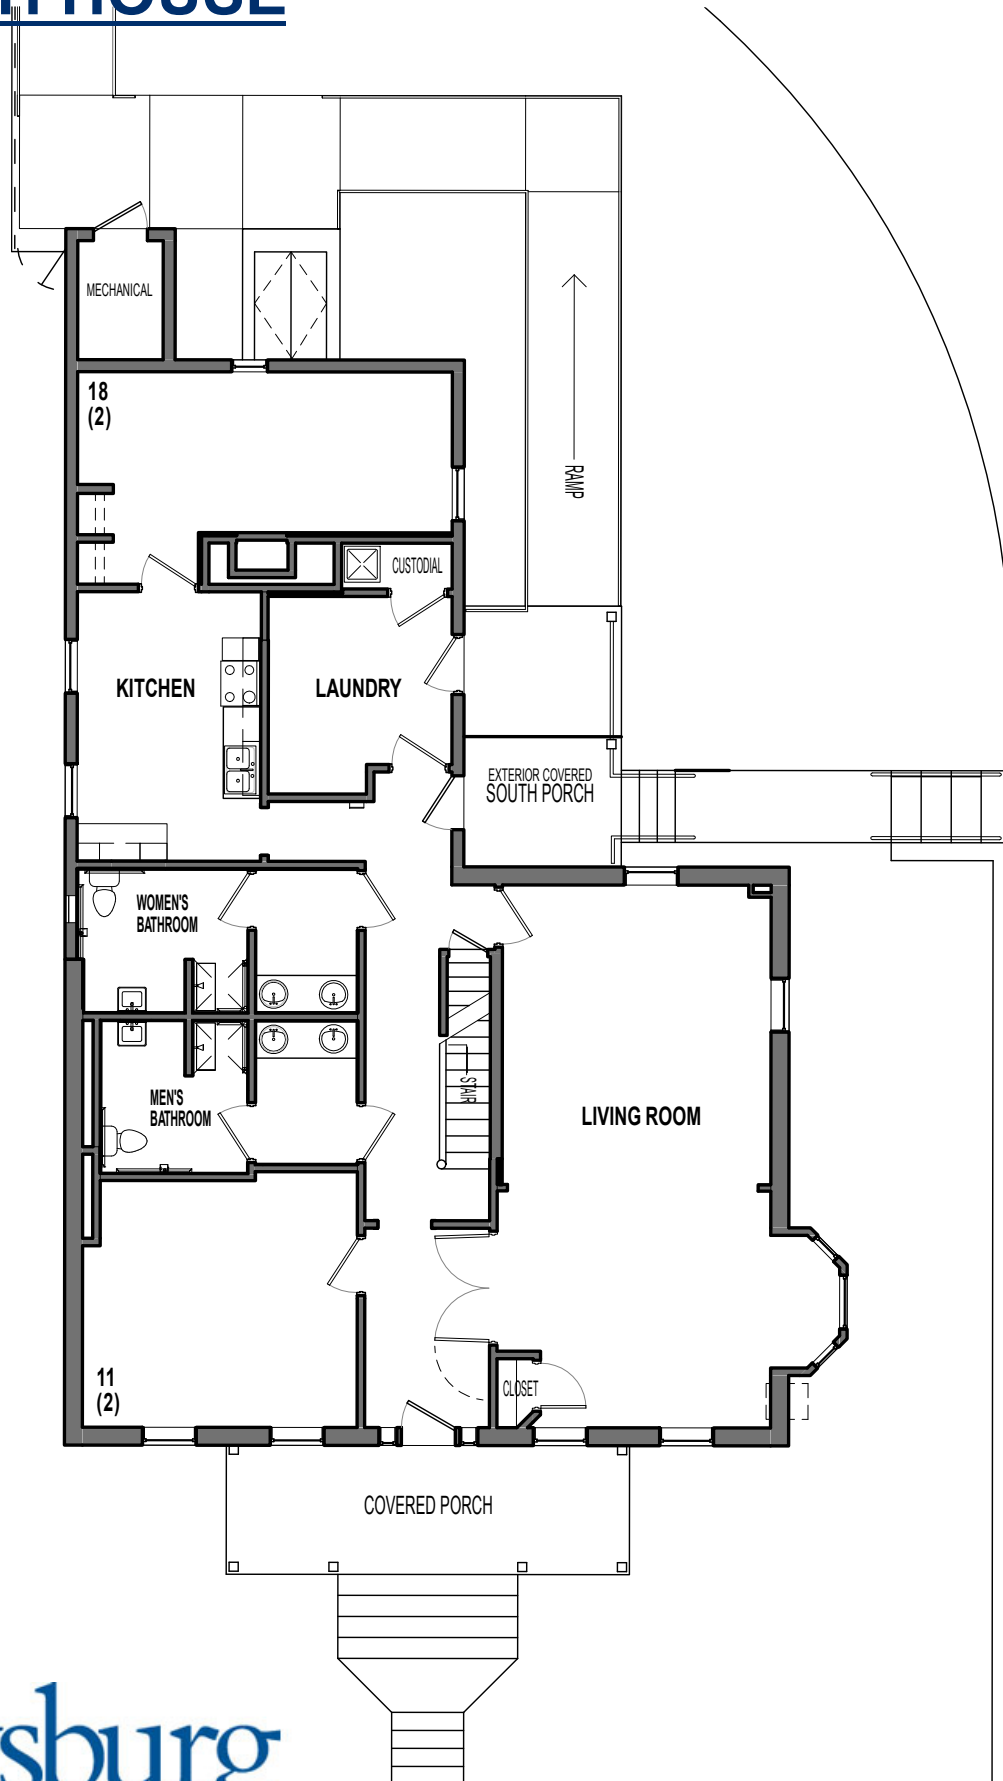 MECHANICAL
18
(2)
RAMP
CUSTODIAL
KITCHEN
LAUNDRY
EXTERIOR COVERED
SOUTH PORCH
WOMEN'S
BATHROOM
STAIR
MEN'S
BATHROOM
LIVING ROOM
11
(2)
CLOSET
COVERED PORCH